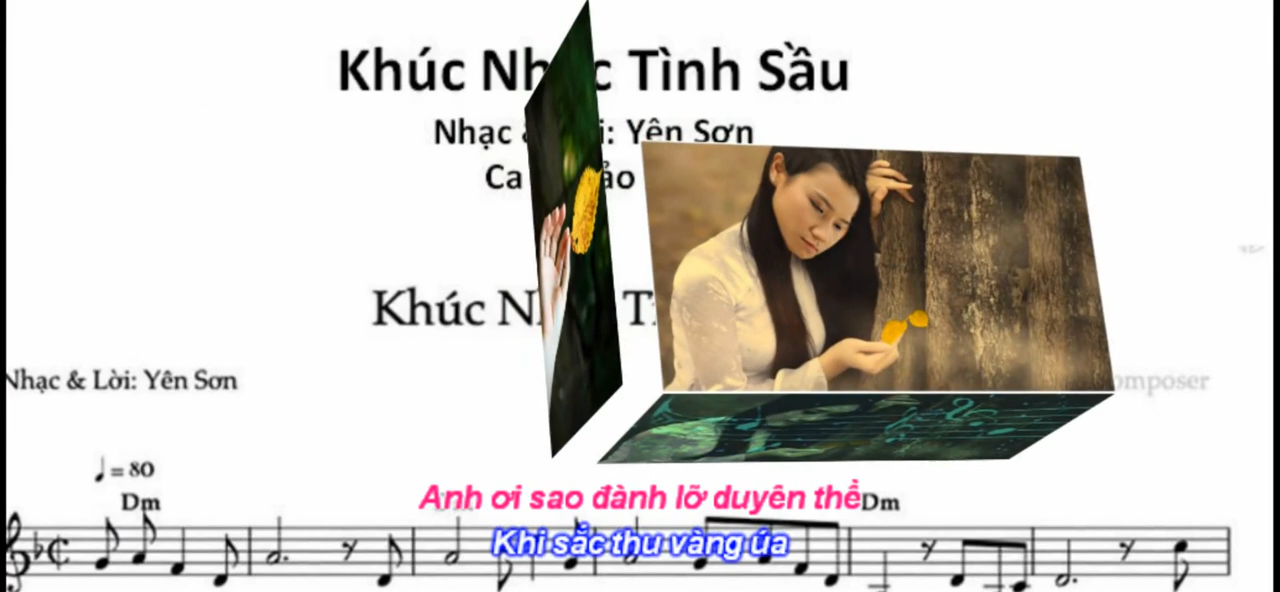 Khúc Nhạc Tình Sầu
Nhạc & Lời: Yên Sơn
Ca
Khúc
Nhạc & Lời: Yên Sơn
omposer
♩ = 80
Dm
Anh ơi sao đành lỡ duyên thề
Dm
Khi sắc thu vàng úa